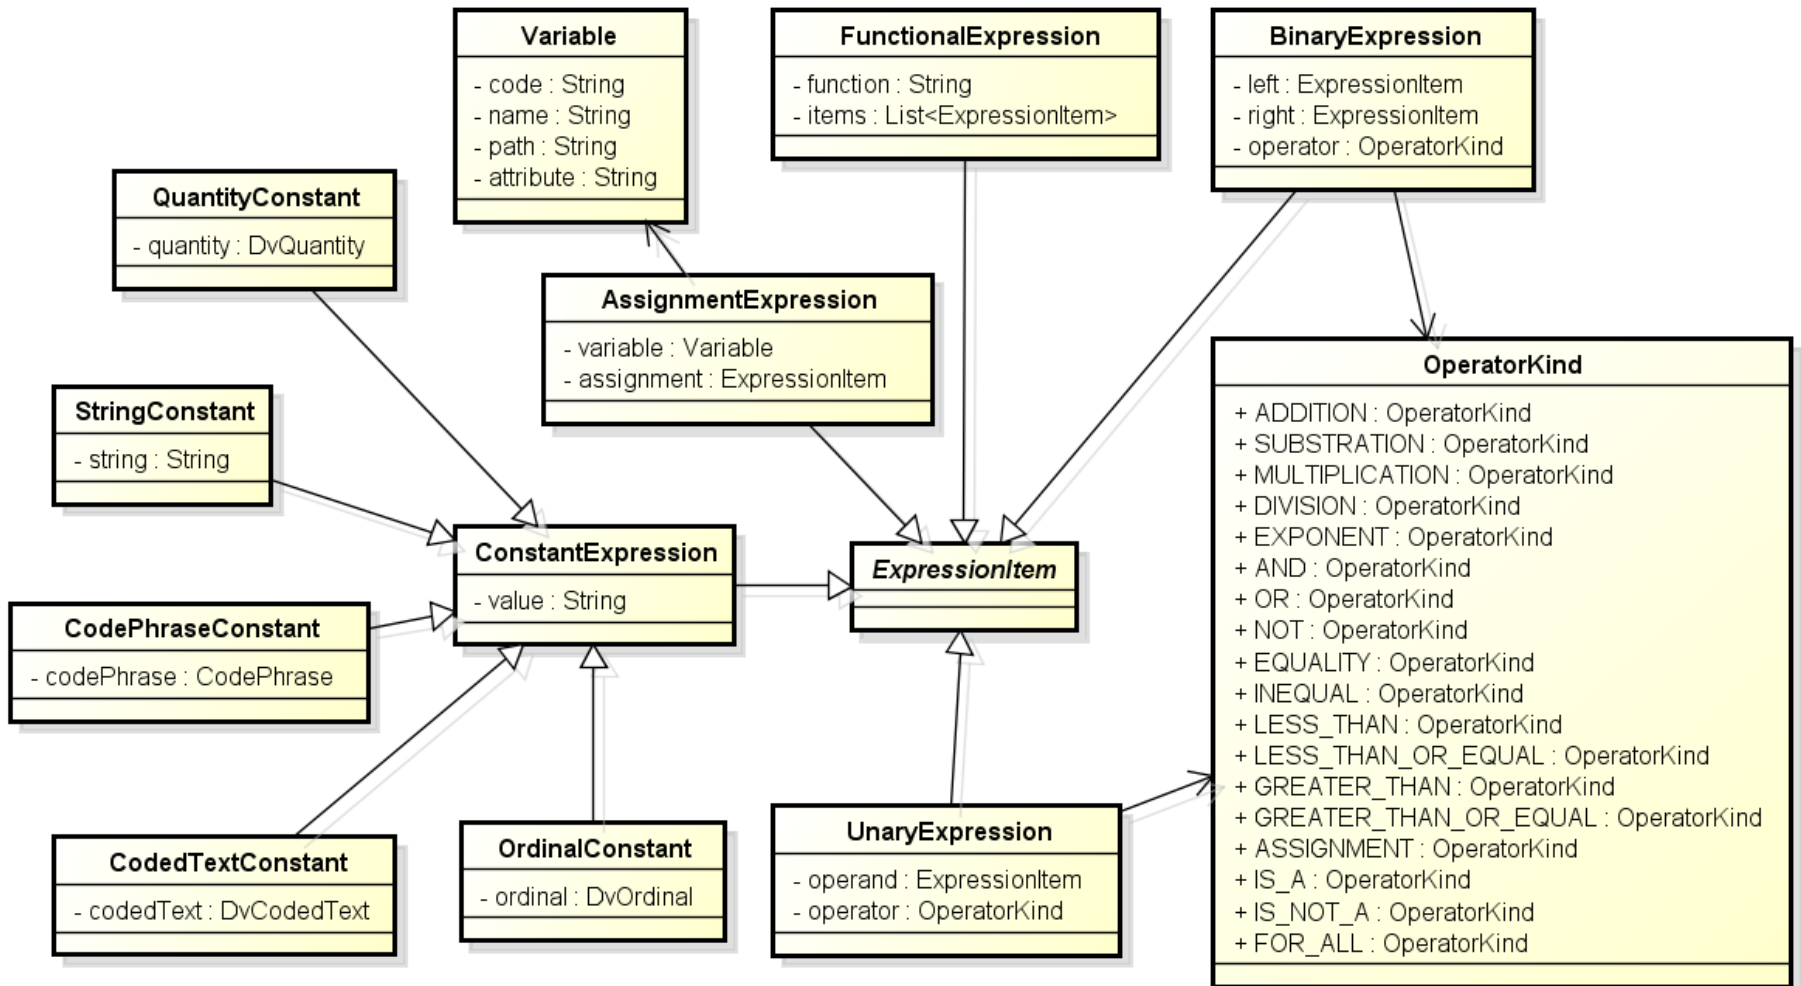 Variable
- code : String
- name : String
- path : String
- attribute : String
FunctionalExpression
- function : String
- items : List<ExpressionItem>
BinaryExpression
- left : ExpressionItem
- right : ExpressionItem
- operator : OperatorKind
QuantityConstant
- quantity : DvQuantity
AssignmentExpression
- variable : Variable
- assignment : ExpressionItem
OperatorKind
+ ADDITION : OperatorKind
+ SUBSTRATION : OperatorKind
+ MULTIPLICATION : OperatorKind
+ DIVISION : OperatorKind
+ EXPONENT : OperatorKind
+ AND : OperatorKind
+ OR : OperatorKind
+ NOT : OperatorKind
+ EQUALITY : OperatorKind
+ INEQUAL : OperatorKind
+ LESS_THAN : OperatorKind
+ LESS_THAN_OR_EQUAL : OperatorKind
+ GREATER_THAN : OperatorKind
+ GREATER_THAN_OR_EQUAL : OperatorKind
+ ASSIGNMENT : OperatorKind
+ IS_A : OperatorKind
+ IS_NOT_A : OperatorKind
+ FOR_ALL : OperatorKind
StringConstant
- string : String
ConstantExpression
- value : String
ExpressionItem
CodePhraseConstant
- codePhrase : CodePhrase
CodedTextConstant
- codedText : DvCodedText
OrdinalConstant
- ordinal : DvOrdinal
UnaryExpression
- operand : ExpressionItem
- operator : OperatorKind